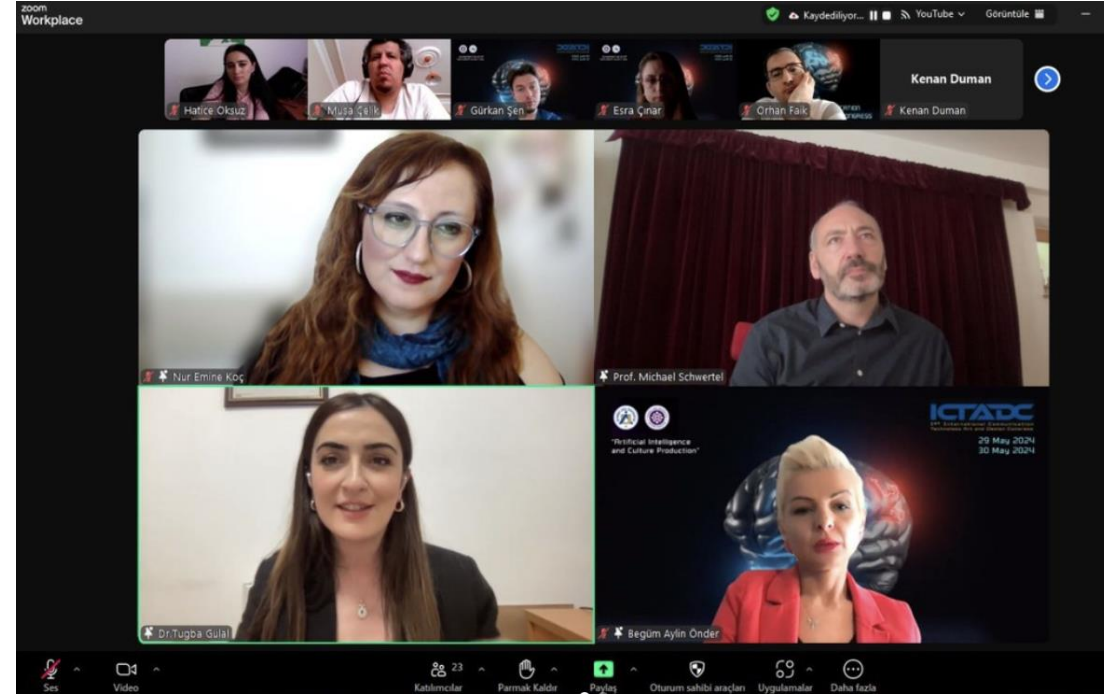 zoom
Workplace
Kaydediliyor...
YouTube
Görüntüle
Hatice Öksuz
Musa Çelik
Gürkan Şen
Esra Çınar
Orhan Faik
Kenan Duman
Kenan Duman
Nur Emine Koç
Prof. Michael Schwertel
Dr.Tugba Gulal
"Artificial Intelligence
and Culture Production"
ICTADC
29 May 2024
30 May 2024
Begüm Aylin Önder
Ses
Video
23
Katılımcılar
Parmak Kaldır
Paylaş
Oturum sahibi araçları
Uygulamalar
Daha fazla